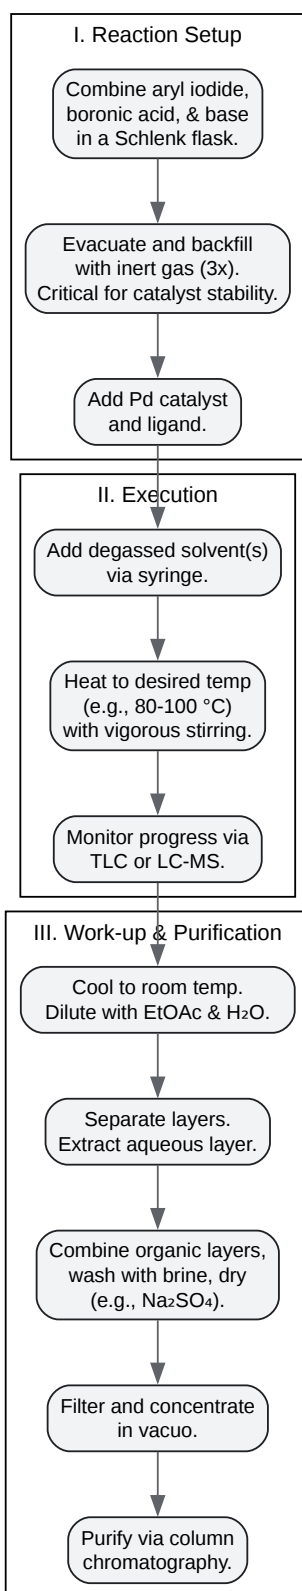 I. Reaction Setup
Combine aryl iodide,
boronic acid, & base
in a Schlenk flask.
Evacuate and backfill
with inert gas (3x).
Critical for catalyst stability.
Add Pd catalyst
and ligand.
II. Execution
Add degassed solvent(s)
via syringe.
Heat to desired temp
(e.g., 80-100 °C)
with vigorous stirring.
Monitor progress via
TLC or LC-MS.
III. Work-up & Purification
Cool to room temp.
Dilute with EtOAc & H₂O.
Separate layers.
Extract aqueous layer.
Combine organic layers,
wash with brine, dry
(e.g., Na₂SO₄).
Filter and concentrate
in vacuo.
Purify via column
chromatography.